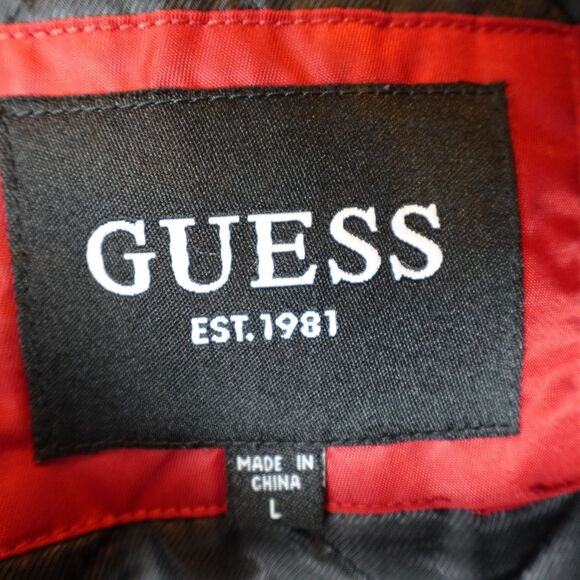 GUESS
EST. 1981
MADE IN
CHINA
L